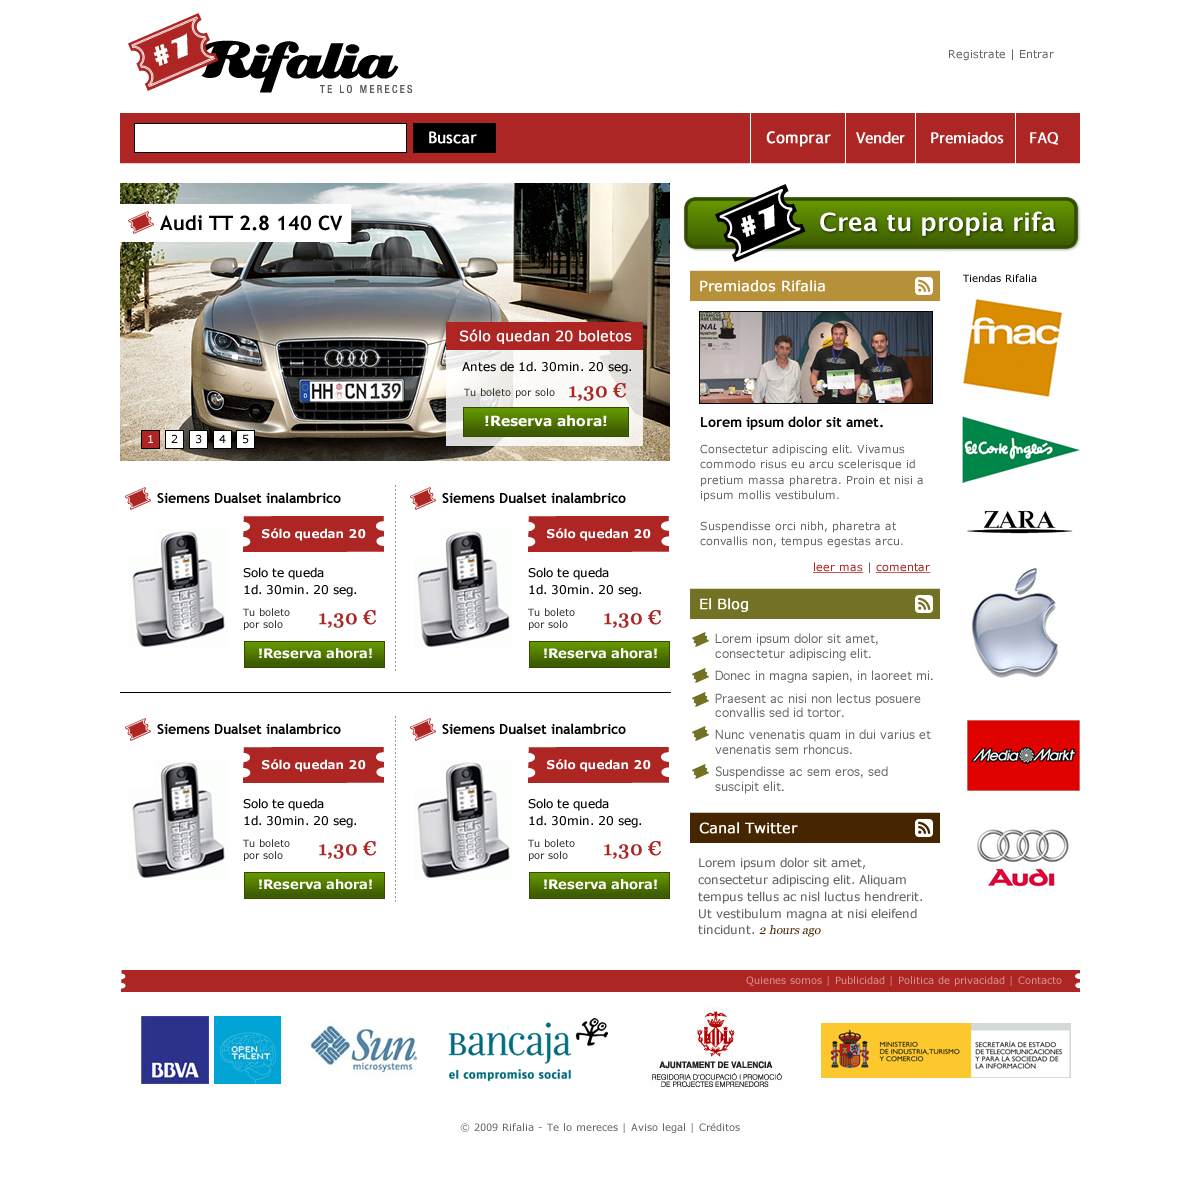 #1 Rifalia
TE LO MERECES
Registrate | Entrar
Buscar
Comprar
Vender
Premiados
FAQ
Audi TT 2.8 140 CV
HH CN 139
Sólo quedan 20 boletos
Antes de 1d. 30min. 20 seg.
Tu boleto por solo 1,30 €
!Reserva ahora!
1 2 3 4 5
#1 Crea tu propia rifa
Siemens Dualset inalambrico
Sólo quedan 20
Solo te queda
1d. 30min. 20 seg.
Tu boleto
por solo
1,30 €
!Reserva ahora!
Siemens Dualset inalambrico
Sólo quedan 20
Solo te queda
1d. 30min. 20 seg.
Tu boleto
por solo
1,30 €
!Reserva ahora!
Siemens Dualset inalambrico
Sólo quedan 20
Solo te queda
1d. 30min. 20 seg.
Tu boleto
por solo
1,30 €
!Reserva ahora!
Siemens Dualset inalambrico
Sólo quedan 20
Solo te queda
1d. 30min. 20 seg.
Tu boleto
por solo
1,30 €
!Reserva ahora!
Premiados Rifalia
Lorem ipsum dolor sit amet.
Consectetur adipiscing elit. Vivamus
commodo risus eu arcu scelerisque id
pretium massa pharetra. Proin et nisi a
ipsum mollis vestibulum.
Suspendisse orci nibh, pharetra at
convallis non, tempus egestas arcu.
leer mas | comentar
El Blog
Lorem ipsum dolor sit amet,
consectetur adipiscing elit.
Donec in magna sapien, in laoreet mi.
Praesent ac nisi non lectus posuere
convallis sed id tortor.
Nunc venenatis quam in dui varius et
venenatis sem rhoncus.
Suspendisse ac sem eros, sed
suscipit elit.
Canal Twitter
Lorem ipsum dolor sit amet,
consectetur adipiscing elit. Aliquam
tempus tellus ac nisl luctus hendrerit.
Ut vestibulum magna at nisi eleifend
tincidunt. 2 hours ago
Tiendas Rifalia
fnac
El Corte Inglés
ZARA
Media Markt
Audi
Quienes somos | Publicidad | Politica de privacidad | Contacto
BBVA
OPEN
TALENT
Sun
microsystems
Bancaja
el compromiso social
AJUNTAMENT DE VALENCIA
REGIDORIA D'OCUPACIÓ I PROMOCIÓ
DE PROJECTES EMPRENEDORS
MINISTERIO
DE INDUSTRIA, TURISMO
Y COMERCIO
SECRETARÍA DE ESTADO
DE TELECOMUNICACIONES
Y PARA LA SOCIEDAD DE
LA INFORMACIÓN
© 2009 Rifalia - Te lo mereces | Aviso legal | Créditos